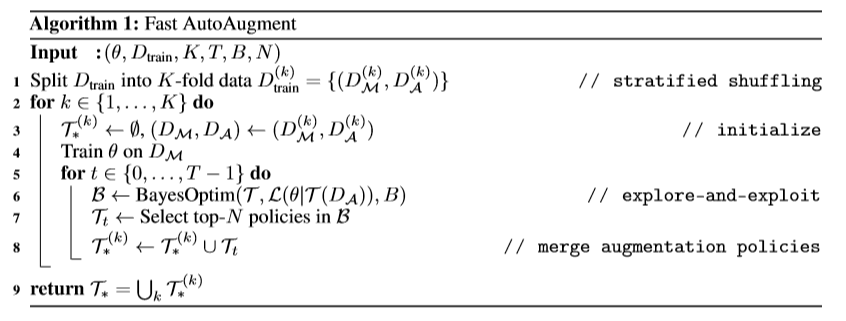 Algorithm 1: Fast AutoAugment
Input : (θ, D_train, K, T, B, N)
1 Split D_train into K-fold data D_train^(k) = {(D_ℳ^(k), D_𝒜^(k))} // stratified shuffling
2 for k ∈ {1, . . . , K} do
3 𝒯_*^(k) ← ∅, (D_ℳ, D_𝒜) ← (D_ℳ^(k), D_𝒜^(k)) // initialize
4 Train θ on D_ℳ
5 for t ∈ {0, . . . , T − 1} do
6 ℬ ← BayesOptim(𝒯, ℒ(θ|𝒯(D_𝒜)), B) // explore-and-exploit
7 𝒯_t ← Select top-N policies in ℬ
8 𝒯_*^(k) ← 𝒯_*^(k) ∪ 𝒯_t // merge augmentation policies
9 return 𝒯_* = ⋃_k 𝒯_*^(k)